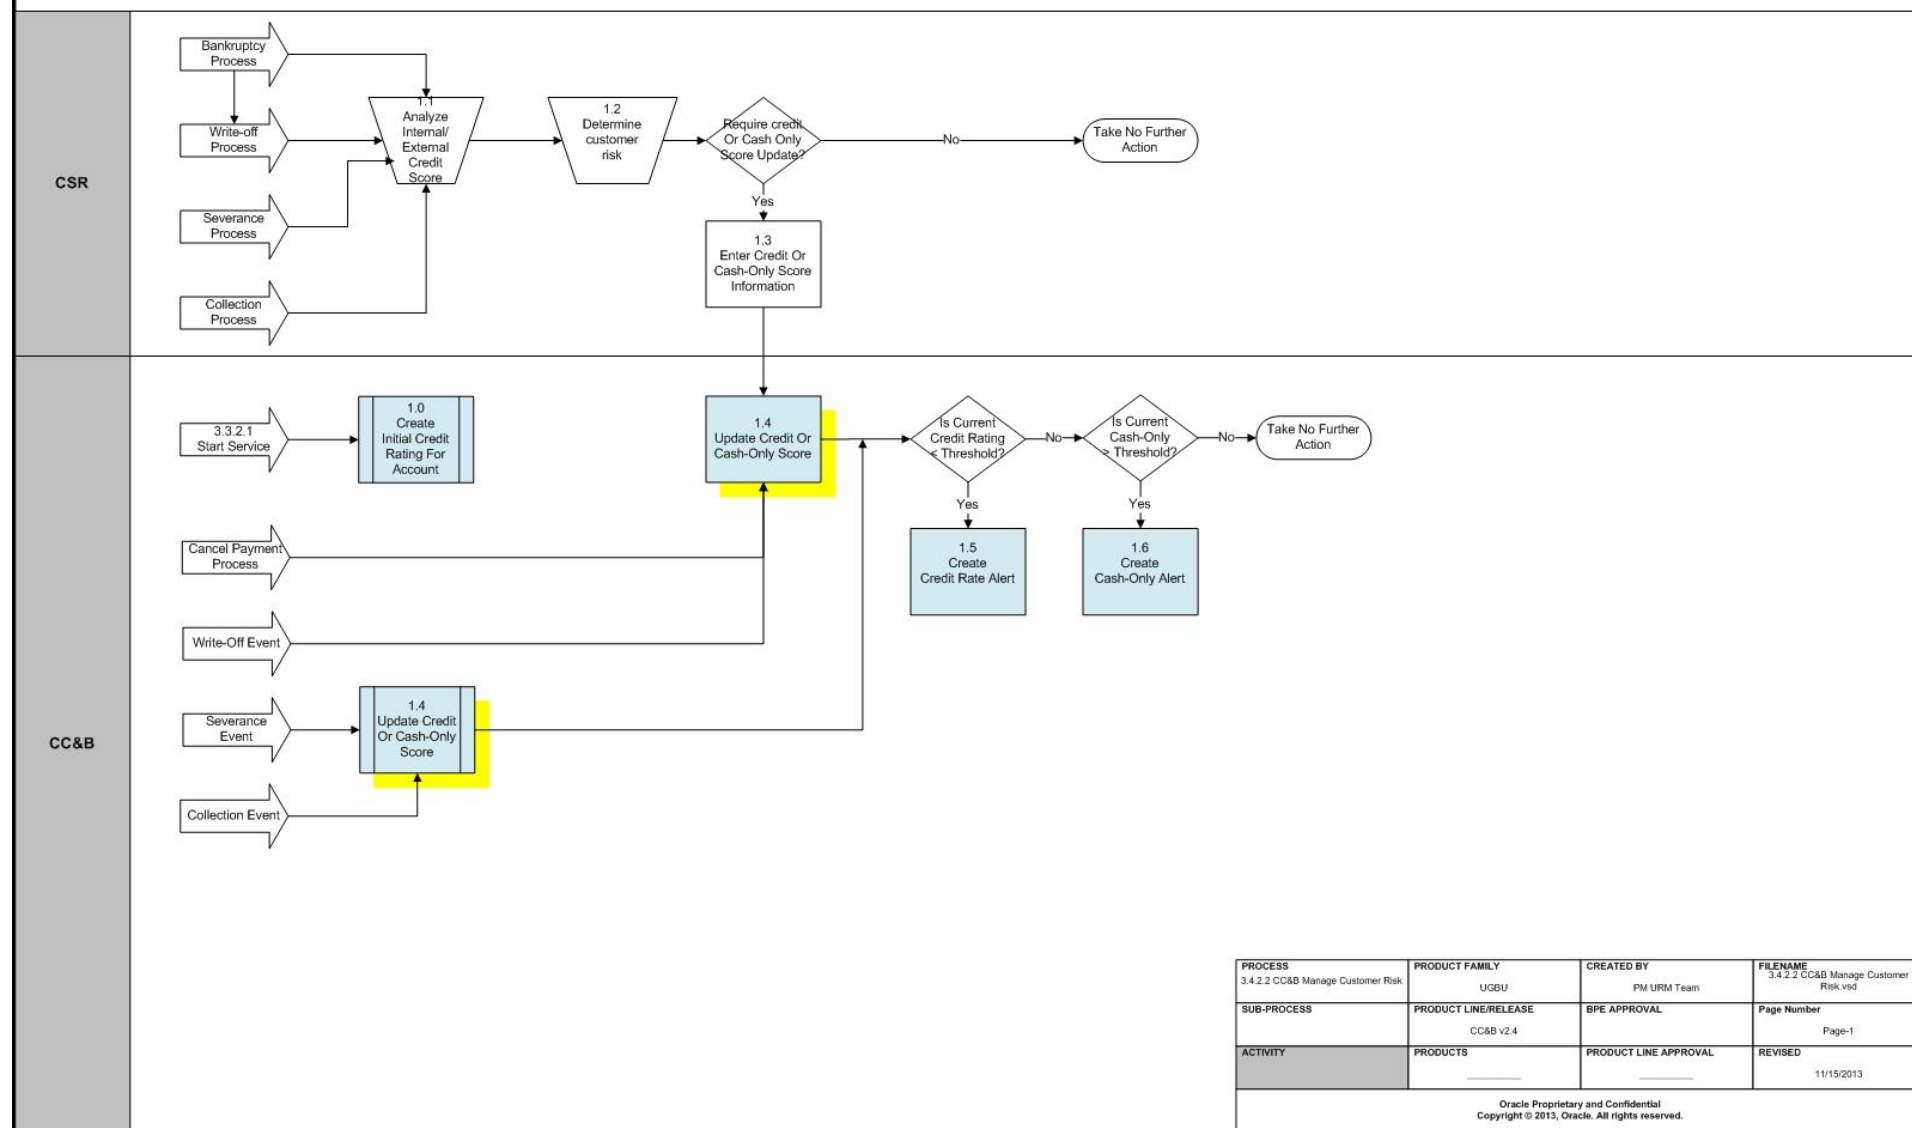 CSR
Bankruptcy
Process
Write-off
Process
Severance
Process
Collection
Process
1.1
Analyze
Internal/
External
Credit
Score
1.2
Determine
customer
risk
Require credit
Or Cash Only
Score Update?
No
Take No Further
Action
Yes
1.3
Enter Credit Or
Cash-Only Score
Information
CC&B
3.3.2.1
Start Service
1.0
Create
Initial Credit
Rating For
Account
1.4
Update Credit Or
Cash-Only Score
Is Current
Credit Rating
< Threshold?
No
Is Current
Cash-Only
> Threshold?
No
Take No Further
Action
Yes
Yes
1.5
Create
Credit Rate Alert
1.6
Create
Cash-Only Alert
Cancel Payment
Process
Write-Off Event
Severance
Event
1.4
Update Credit
Or Cash-Only
Score
Collection Event
PROCESS
3.4.2.2 CC&B Manage Customer Risk
PRODUCT FAMILY
UGBU
CREATED BY
PM URM Team
FILENAME
3.4.2.2 CC&B Manage Customer
Risk.vsd
SUB-PROCESS
PRODUCT LINE/RELEASE
CC&B v2.4
BPE APPROVAL
Page Number
Page-1
ACTIVITY
PRODUCTS
PRODUCT LINE APPROVAL
REVISED
11/15/2013
Oracle Proprietary and Confidential
Copyright © 2013, Oracle. All rights reserved.